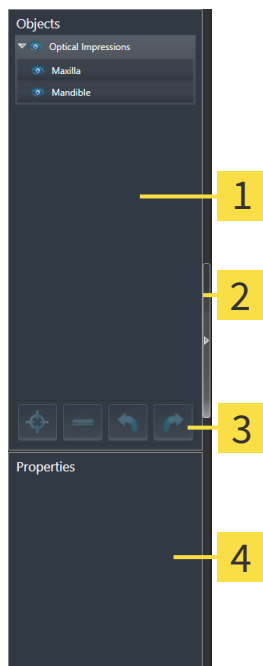 Objects
Optical Impressions
Maxilla
Mandible
1
2
3
Properties
4